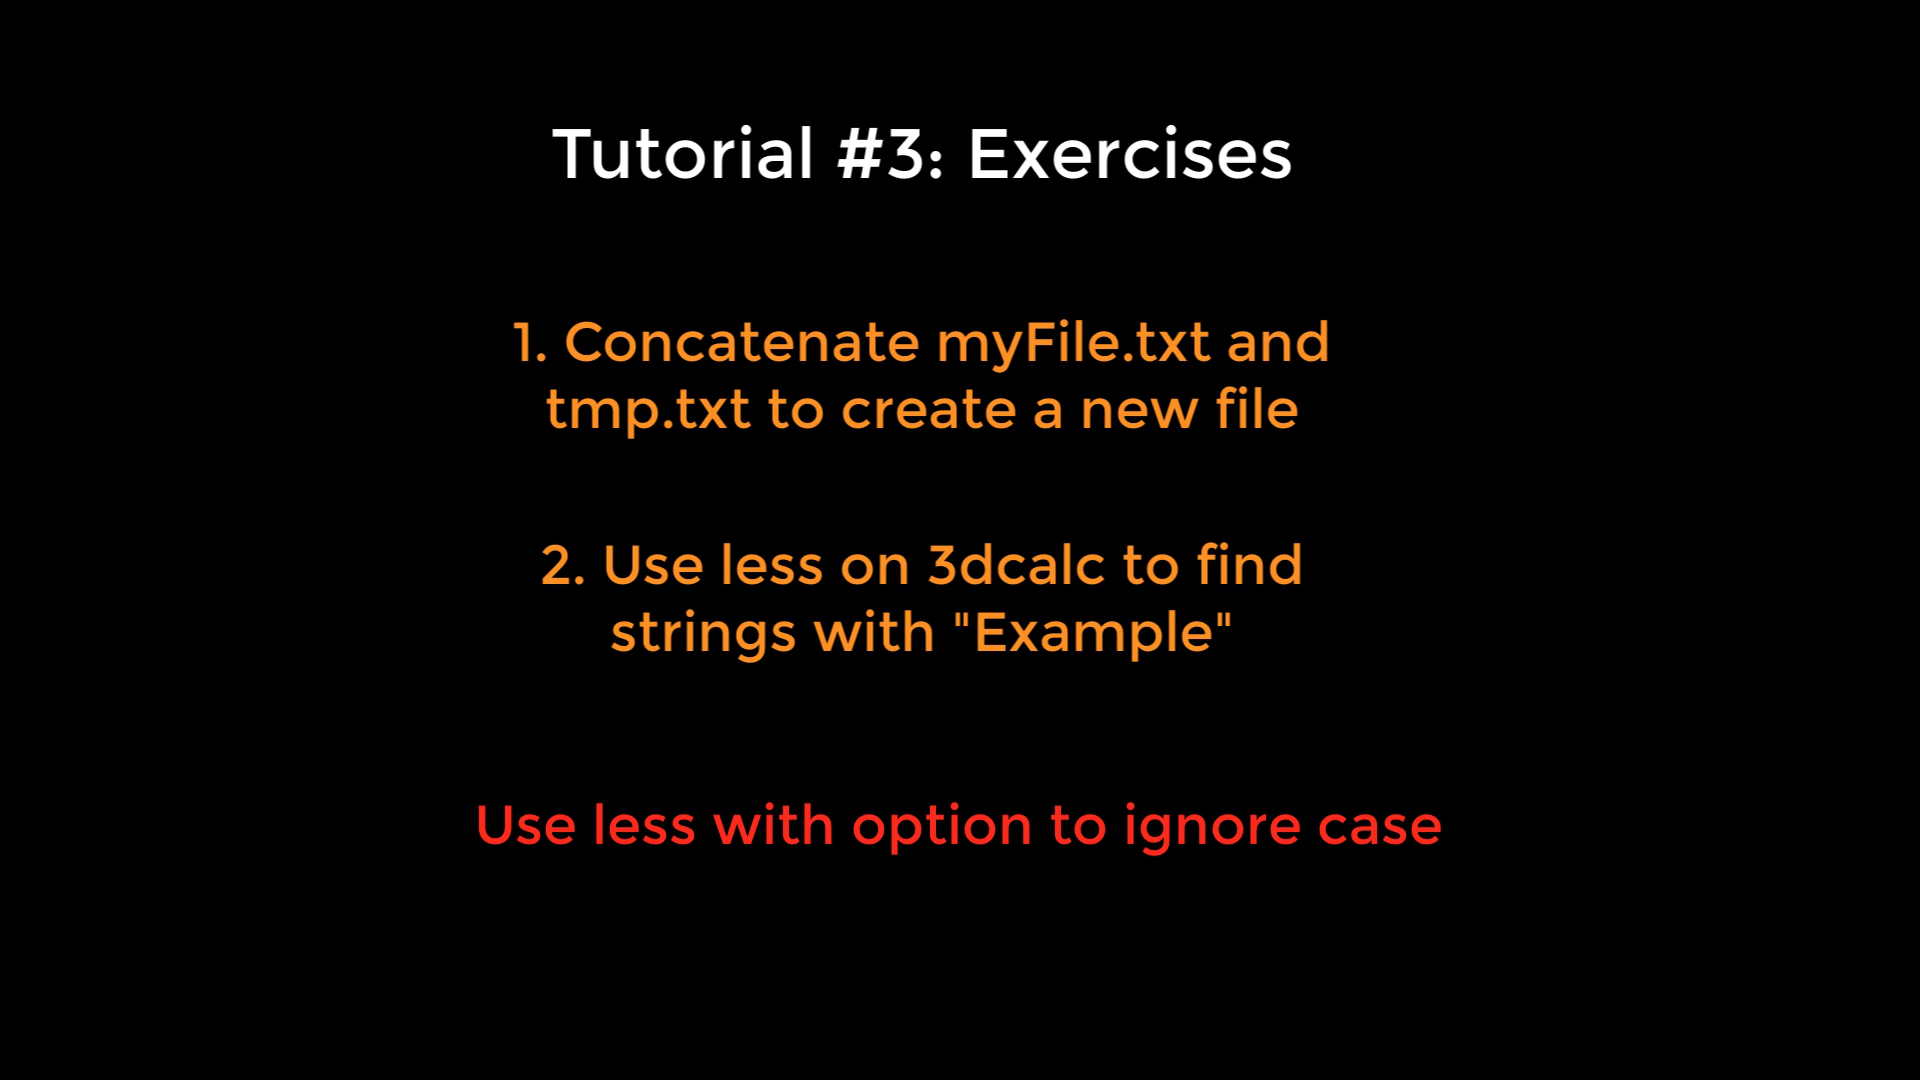 Tutorial #3: Exercises
1. Concatenate myFile.txt and
tmp.txt to create a new file
2. Use less on 3dcalc to find
strings with "Example"
Use less with option to ignore case